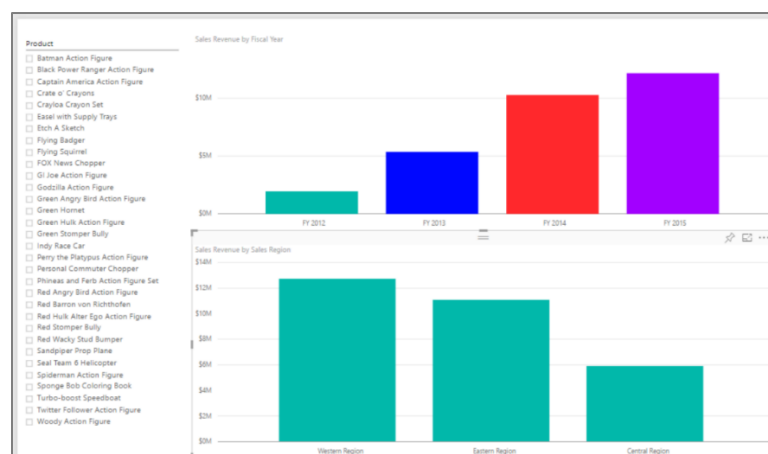 Product
Batman Action Figure
Black Power Ranger Action Figure
Captain America Action Figure
Crate o' Crayons
Crayloa Crayon Set
Easel with Supply Trays
Etch A Sketch
Flying Badger
Flying Squirrel
FOX News Chopper
GI Joe Action Figure
Godzilla Action Figure
Green Angry Bird Action Figure
Green Hornet
Green Hulk Action Figure
Green Stomper Bully
Indy Race Car
Perry the Platypus Action Figure
Personal Commuter Chopper
Phineas and Ferb Action Figure Set
Red Angry Bird Action Figure
Red Barron von Richthofen
Red Hulk Alter Ego Action Figure
Red Stomper Bully
Red Wacky Stud Bumper
Sandpiper Prop Plane
Seal Team 6 Helicopter
Spiderman Action Figure
Sponge Bob Coloring Book
Turbo-boost Speedboat
Twitter Follower Action Figure
Woody Action Figure
Sales Revenue by Fiscal Year
$10M
$5M
$0M
FY 2012 FY 2013 FY 2014 FY 2015
Sales Revenue by Sales Region
$14M
$12M
$10M
$8M
$6M
$4M
$2M
$0M
Western Region Eastern Region Central Region